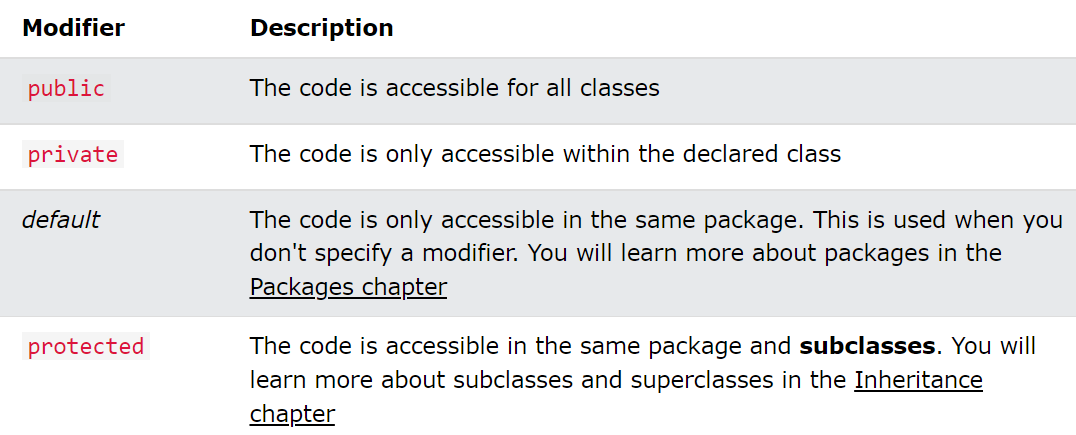 Modifier Description
public The code is accessible for all classes
private The code is only accessible within the declared class
default The code is only accessible in the same package. This is used when you
don't specify a modifier. You will learn more about packages in the
Packages chapter
protected The code is accessible in the same package and subclasses. You will
learn more about subclasses and superclasses in the Inheritance
chapter